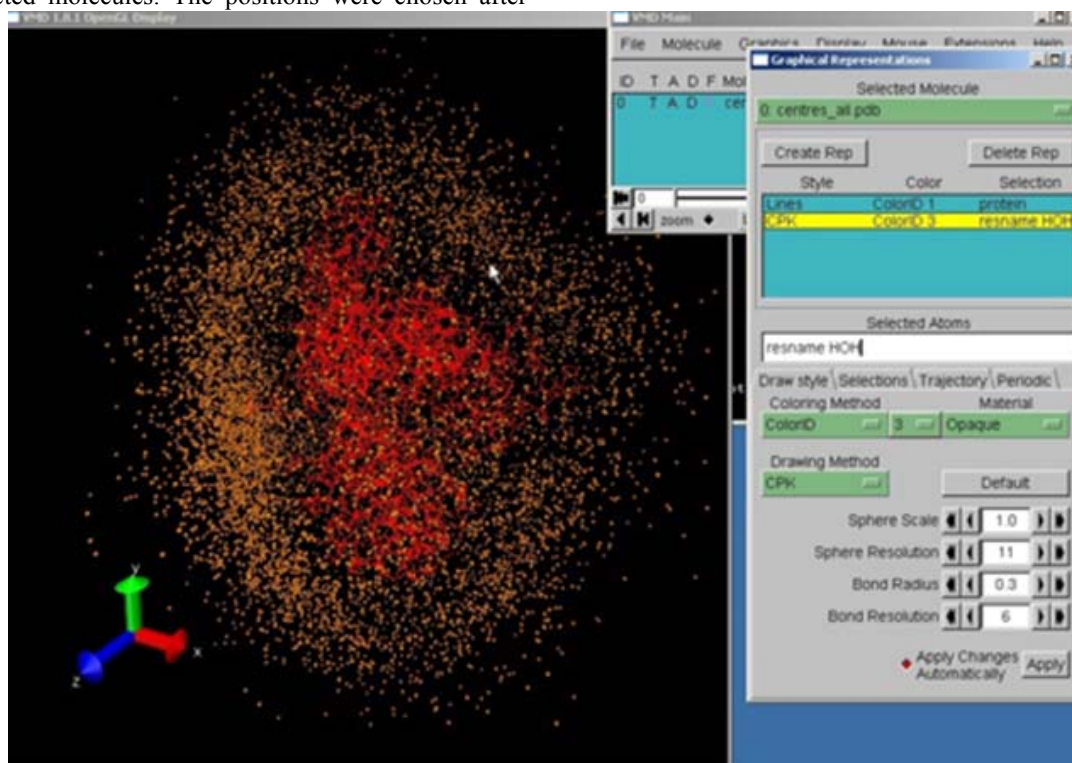 cted molecules. The positions were chosen after
VMD 1.8.1 OpenGL Display
VMD Main
File Molecule Graphics Display Mouse Extensions Help
ID T A D F Mol
0 T A D F cer
0
zoom
Graphical Representations
Selected Molecule
0: centres_all.pdb
Create Rep Delete Rep
Style Color Selection
Lines ColorID 1 protein
CPK ColorID 3 resname HOH
Selected Atoms
resname HOH
Draw style Selections Trajectory Periodic
Coloring Method Material
ColorID 3 Opaque
Drawing Method
CPK Default
Sphere Scale 1.0
Sphere Resolution 11
Bond Radius 0.3
Bond Resolution 6
Apply Changes
Automatically Apply
y
x
z